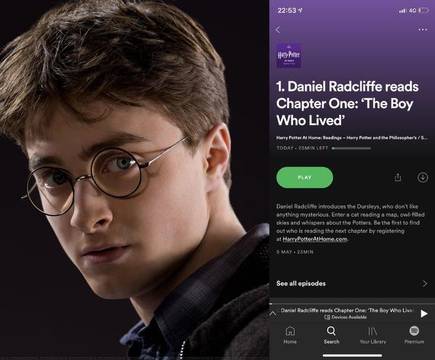 22:53
4G
Harry Potter
1. Daniel Radcliffe reads
Chapter One: ‘The Boy
Who Lived’
Harry Potter At Home: Readings – Harry Potter and the Philosopher's / S...
TODAY • 25MIN LEFT
PLAY
Daniel Radcliffe introduces the Dursleys, who don't like
anything mysterious. Enter a cat reading a map, owl-filled
skies and whispers about the Potters. Be the first to find
out who is reading the next chapter by registering
at HarryPotterAtHome.com.
5 MAY • 25MIN
See all episodes
Daniel Radcliffe reads Chapter One: 'The Boy Who Live
Devices Available
Home
Search
Your Library
Premium